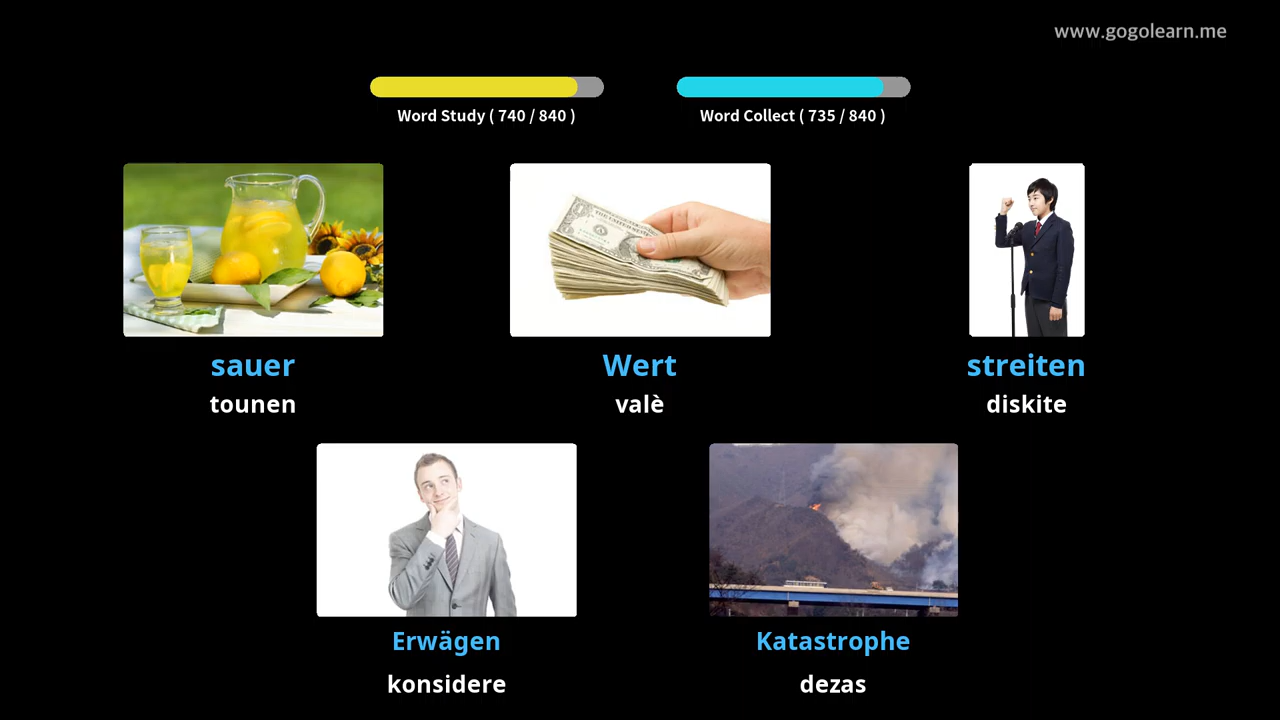 www.gogolearn.me
Word Study ( 740 / 840 )
Word Collect ( 735 / 840 )
sauer
tounen
Wert
valè
streiten
diskite
Erwägen
konsidere
Katastrophe
dezas